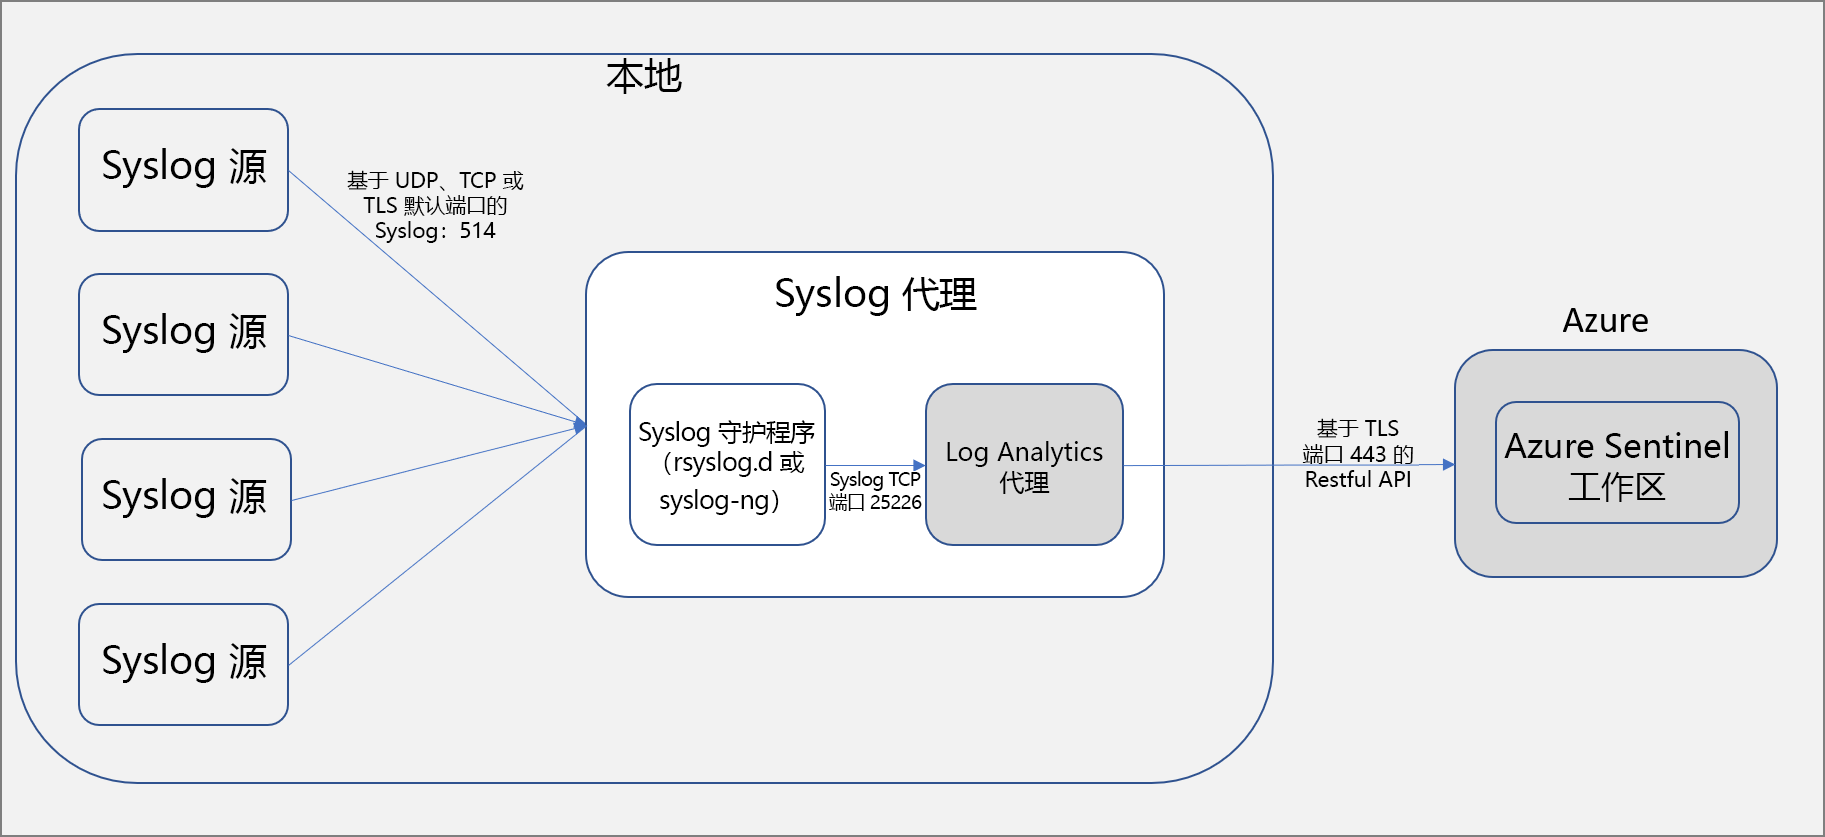 本地
Syslog 源
基于 UDP、TCP 或
TLS 默认端口的
Syslog：514
Syslog 源
Syslog 源
Syslog 源
Syslog 代理
Syslog 守护程序
（rsyslog.d 或
syslog-ng）
Syslog TCP
端口 25226
Log Analytics
代理
基于 TLS
端口 443 的
Restful API
Azure
Azure Sentinel
工作区